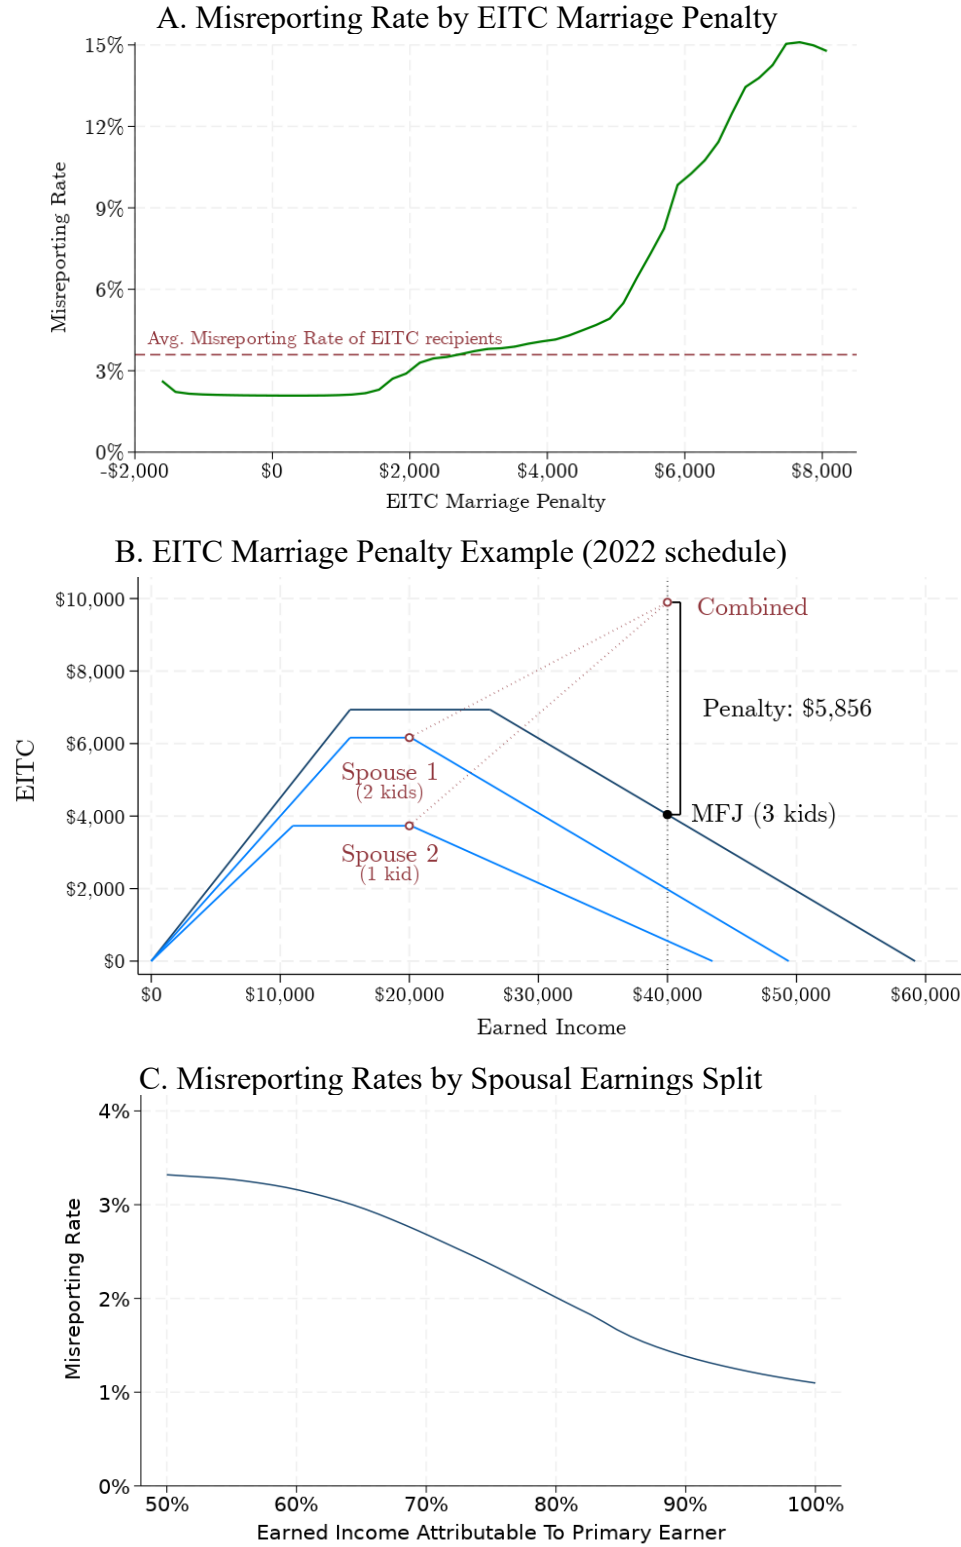 A. Misreporting Rate by EITC Marriage Penalty
15%
12%
9%
6%
3%
0%
Misreporting Rate
Avg. Misreporting Rate of EITC recipients
-$2,000 $0 $2,000 $4,000 $6,000 $8,000
EITC Marriage Penalty
B. EITC Marriage Penalty Example (2022 schedule)
$10,000
$8,000
$6,000
$4,000
$2,000
$0
EITC
Combined
Penalty: $5,856
Spouse 1
(2 kids)
MFJ (3 kids)
Spouse 2
(1 kid)
$0 $10,000 $20,000 $30,000 $40,000 $50,000 $60,000
Earned Income
C. Misreporting Rates by Spousal Earnings Split
4%
3%
2%
1%
0%
Misreporting Rate
50% 60% 70% 80% 90% 100%
Earned Income Attributable To Primary Earner